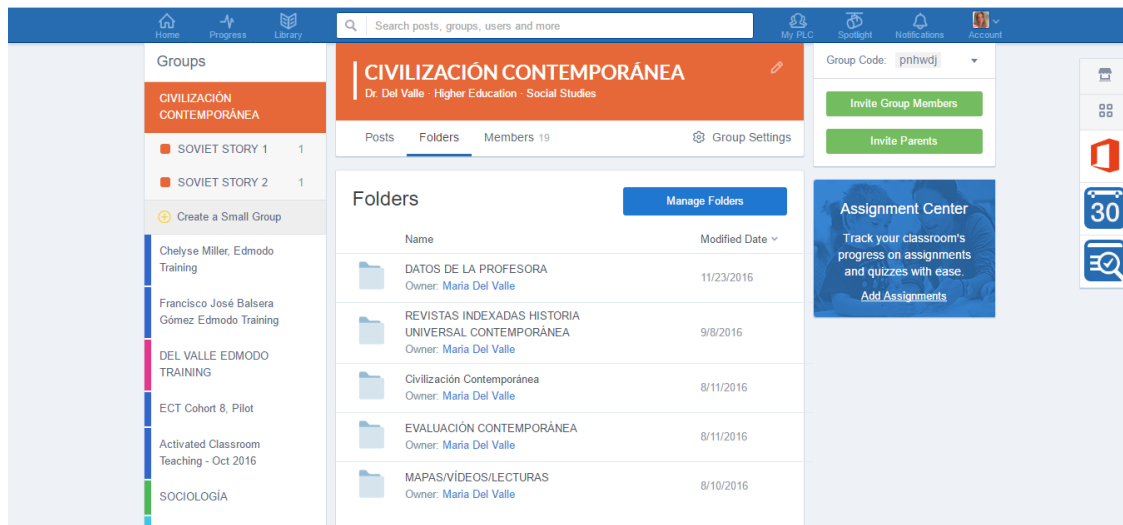 Home
Progress
Library
Search posts, groups, users and more
My PLC
Spotlight
Notifications
Account
Groups
CIVILIZACIÓN
CONTEMPORÁNEA
SOVIET STORY 1 1
SOVIET STORY 2 1
Create a Small Group
Chelyse Miller, Edmodo
Training
Francisco José Balsera
Gómez Edmodo Training
DEL VALLE EDMODO
TRAINING
ECT Cohort 8, Pilot
Activated Classroom
Teaching - Oct 2016
SOCIOLOGÍA
CIVILIZACIÓN CONTEMPORÁNEA
Dr. Del Valle · Higher Education · Social Studies
Posts
Folders
Members 19
Group Settings
Folders
Manage Folders
Name
Modified Date
DATOS DE LA PROFESORA
Owner: Maria Del Valle
11/23/2016
REVISTAS INDEXADAS HISTORIA
UNIVERSAL CONTEMPORÁNEA
Owner: Maria Del Valle
9/8/2016
Civilización Contemporánea
Owner: Maria Del Valle
8/11/2016
EVALUACIÓN CONTEMPORÁNEA
Owner: Maria Del Valle
8/11/2016
MAPAS/VÍDEOS/LECTURAS
Owner: Maria Del Valle
8/10/2016
Group Code: pnhwdj
Invite Group Members
Invite Parents
Assignment Center
Track your classroom's
progress on assignments
and quizzes with ease.
Add Assignments
30